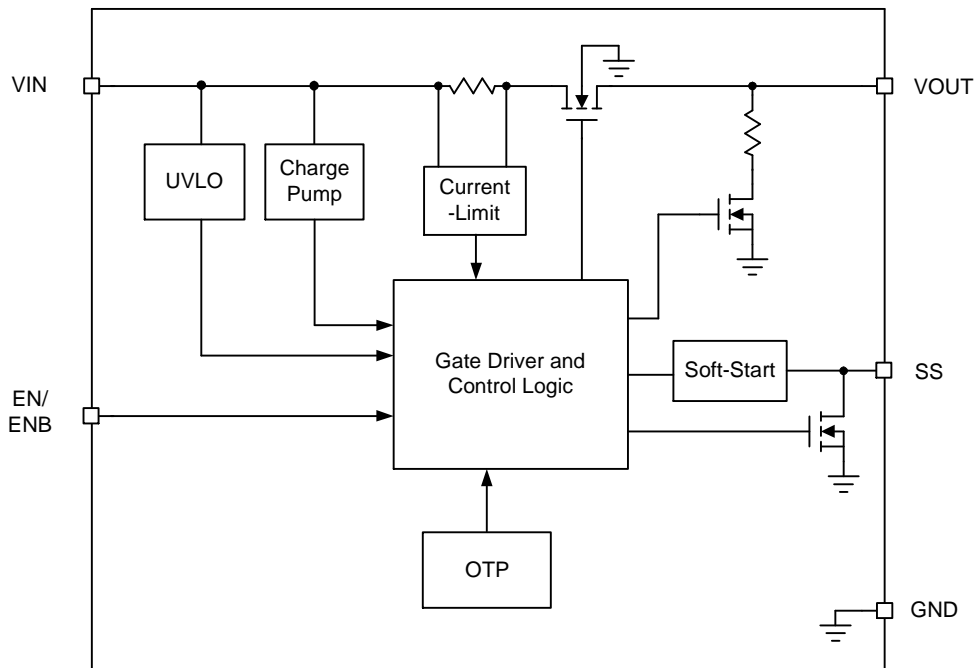 VIN
VOUT
UVLO
Charge
Pump
Current
-Limit
Gate Driver and
Control Logic
Soft-Start
SS
EN/
ENB
OTP
GND